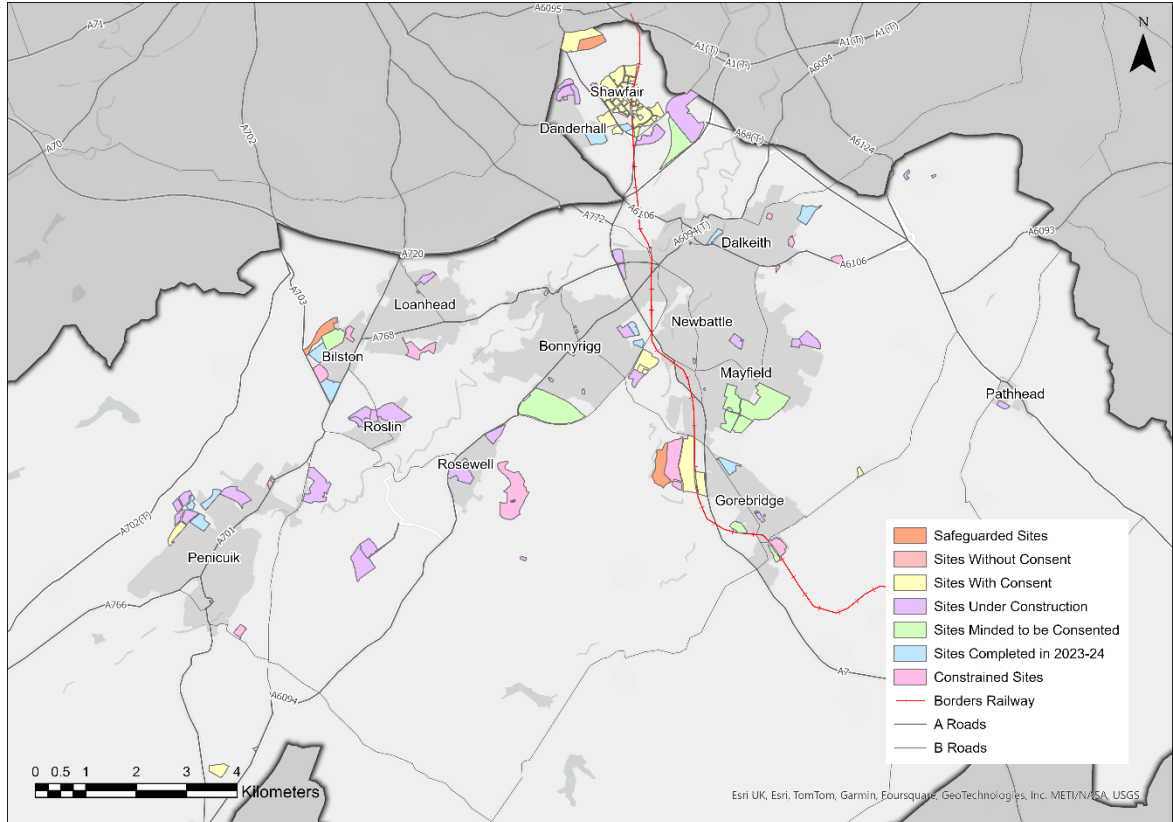 A6095
A71
A1(T)
A1(T)
A1(T)
A6094
N
A702
A70
Shawfair
Danderhall
A68(T)
A6124
A772
A6106
A6094(T)
Dalkeith
A6093
A720
A6106
A703
Loanhead
A768
Newbattle
Bilston
Bonnyrigg
Mayfield
Pathhead
Roslin
Rosewell
Gorebridge
A702(T)
A701
Penicuik
A766
A7
A6094
Safeguarded Sites
Sites Without Consent
Sites With Consent
Sites Under Construction
Sites Minded to be Consented
Sites Completed in 2023-24
Constrained Sites
Borders Railway
A Roads
B Roads
0 0.5 1 2 3 4
Kilometers
Esri UK, Esri, TomTom, Garmin, Foursquare, GeoTechnologies, Inc. METI/NASA, USGS